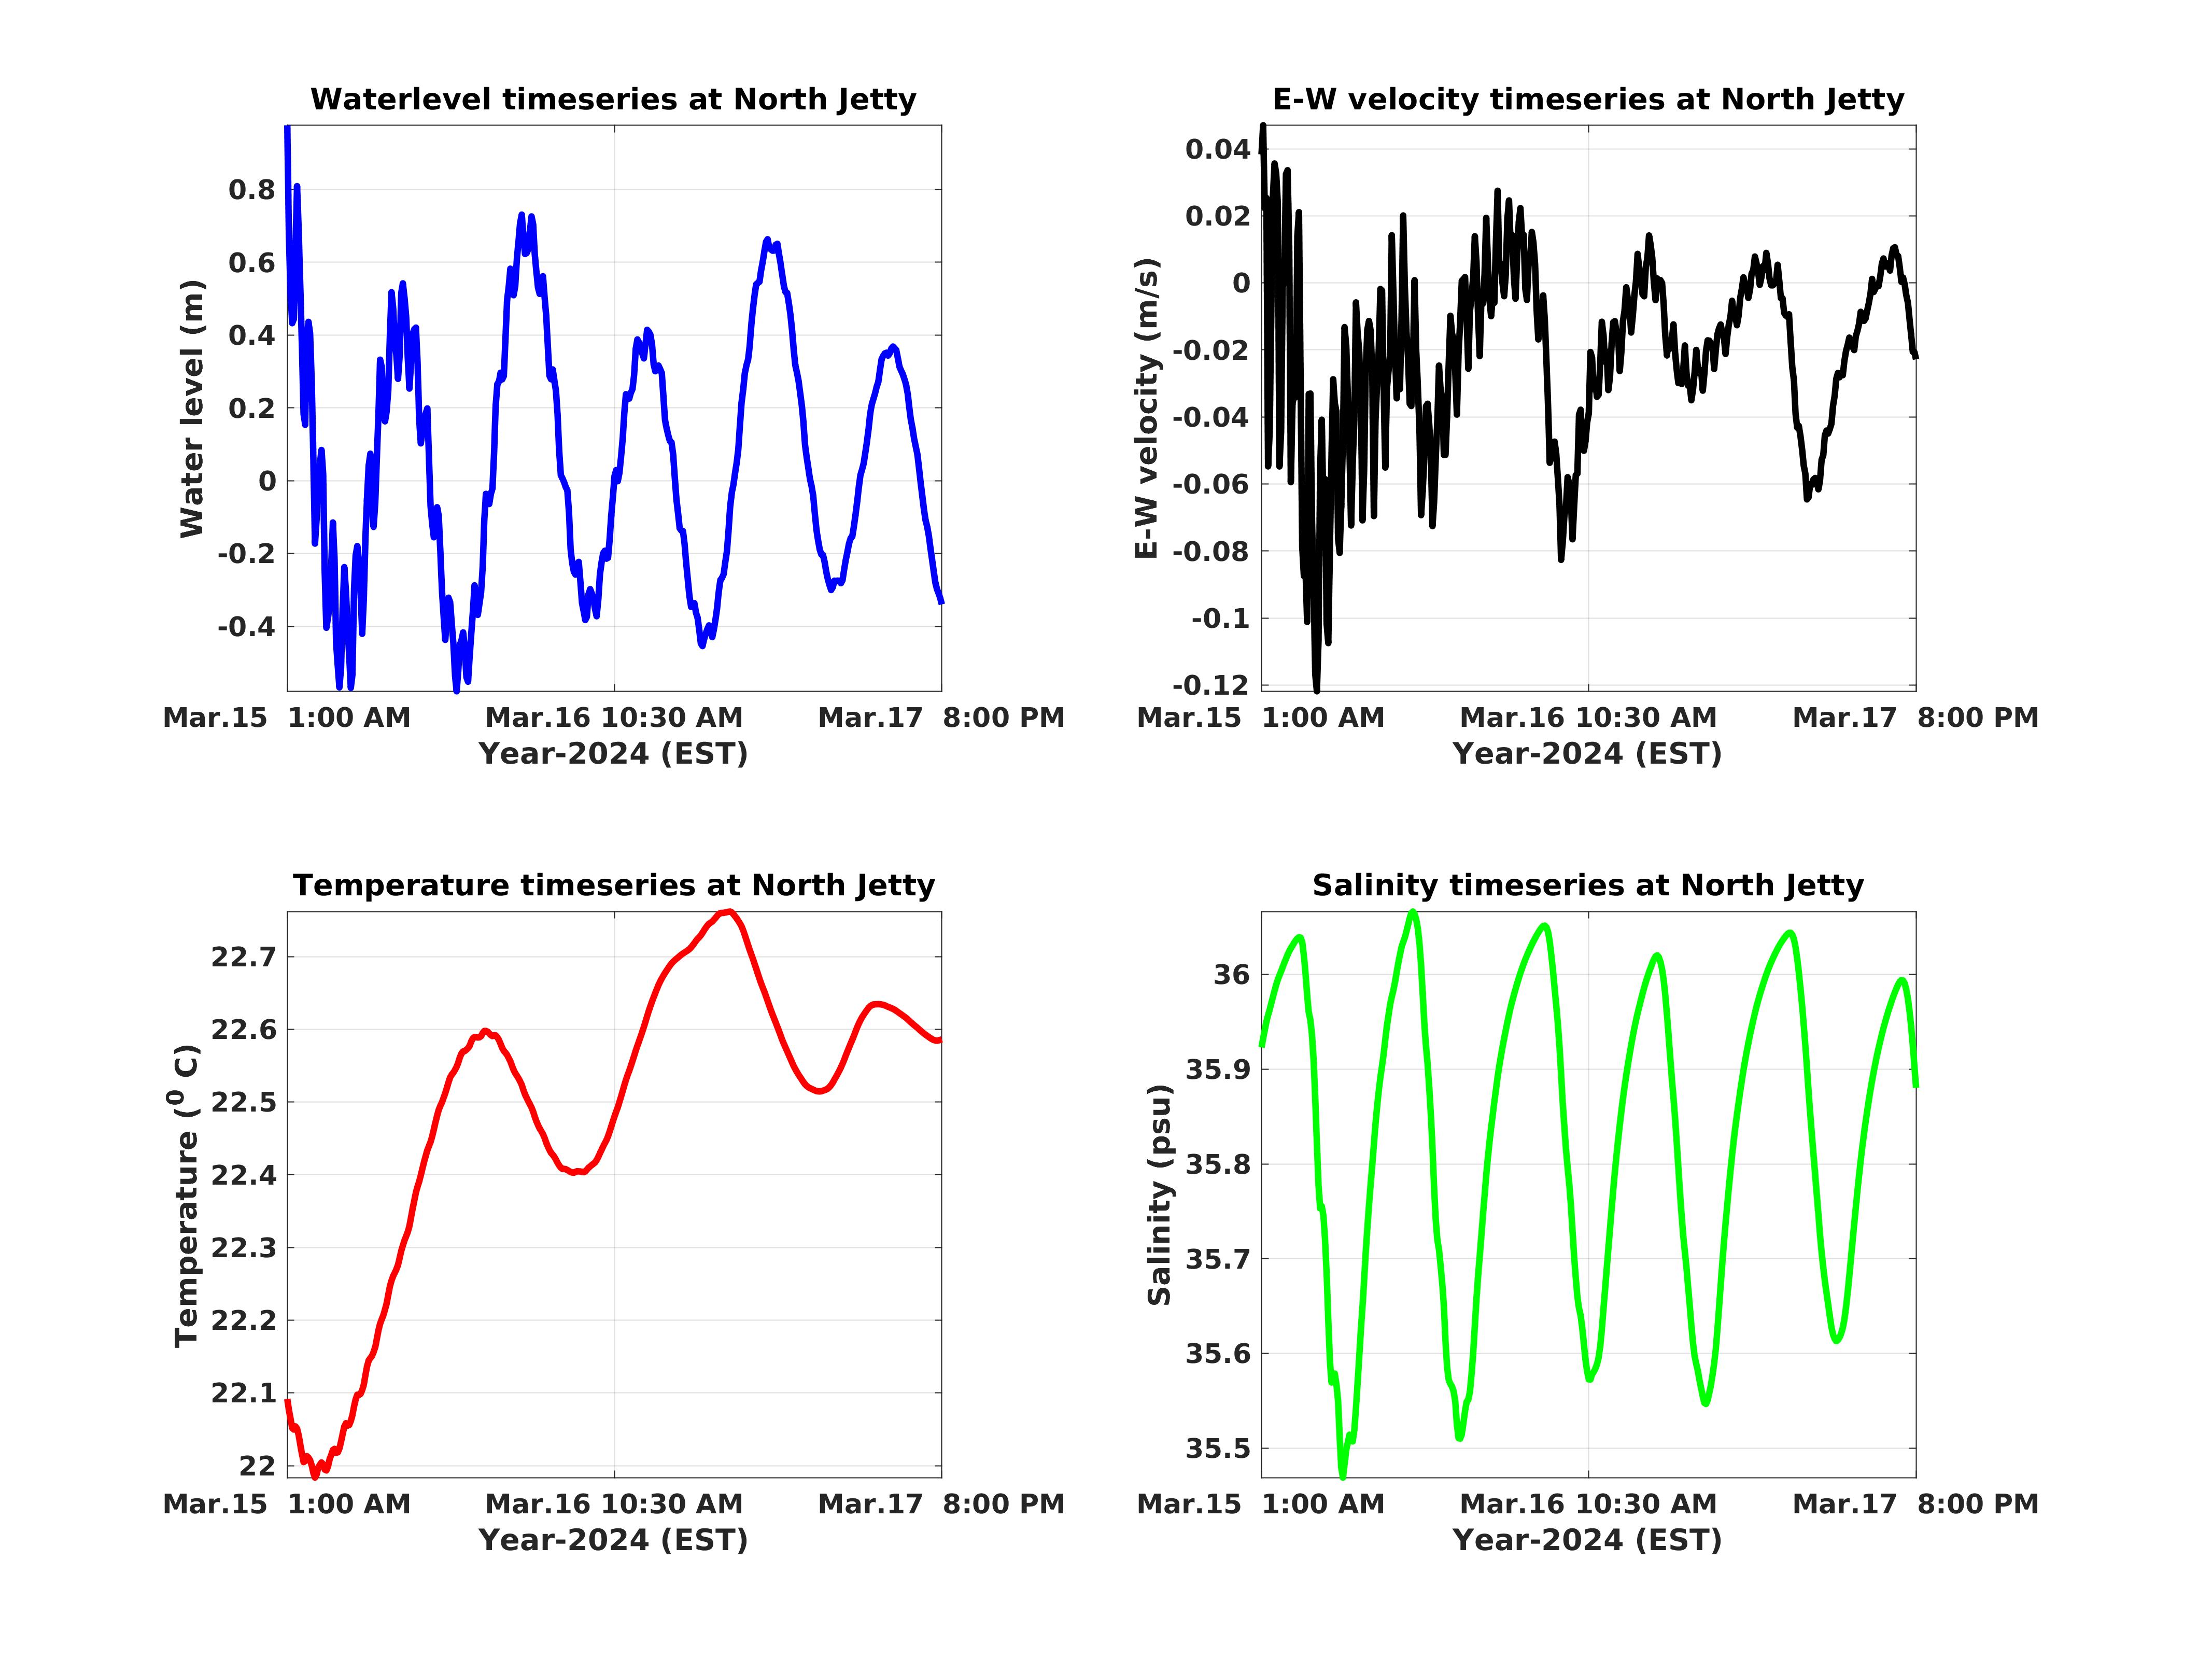 Waterlevel timeseries at North Jetty
0.8
0.6
0.4
0.2
0
-0.2
-0.4
Water level (m)
Mar.15 1:00 AM Mar.16 10:30 AM Mar.17 8:00 PM
Year-2024 (EST)
E-W velocity timeseries at North Jetty
0.04
0.02
0
-0.02
-0.04
-0.06
-0.08
-0.1
-0.12
E-W velocity (m/s)
Mar.15 1:00 AM Mar.16 10:30 AM Mar.17 8:00 PM
Year-2024 (EST)
Temperature timeseries at North Jetty
22.7
22.6
22.5
22.4
22.3
22.2
22.1
22
Temperature (⁰ C)
Mar.15 1:00 AM Mar.16 10:30 AM Mar.17 8:00 PM
Year-2024 (EST)
Salinity timeseries at North Jetty
36
35.9
35.8
35.7
35.6
35.5
Salinity (psu)
Mar.15 1:00 AM Mar.16 10:30 AM Mar.17 8:00 PM
Year-2024 (EST)